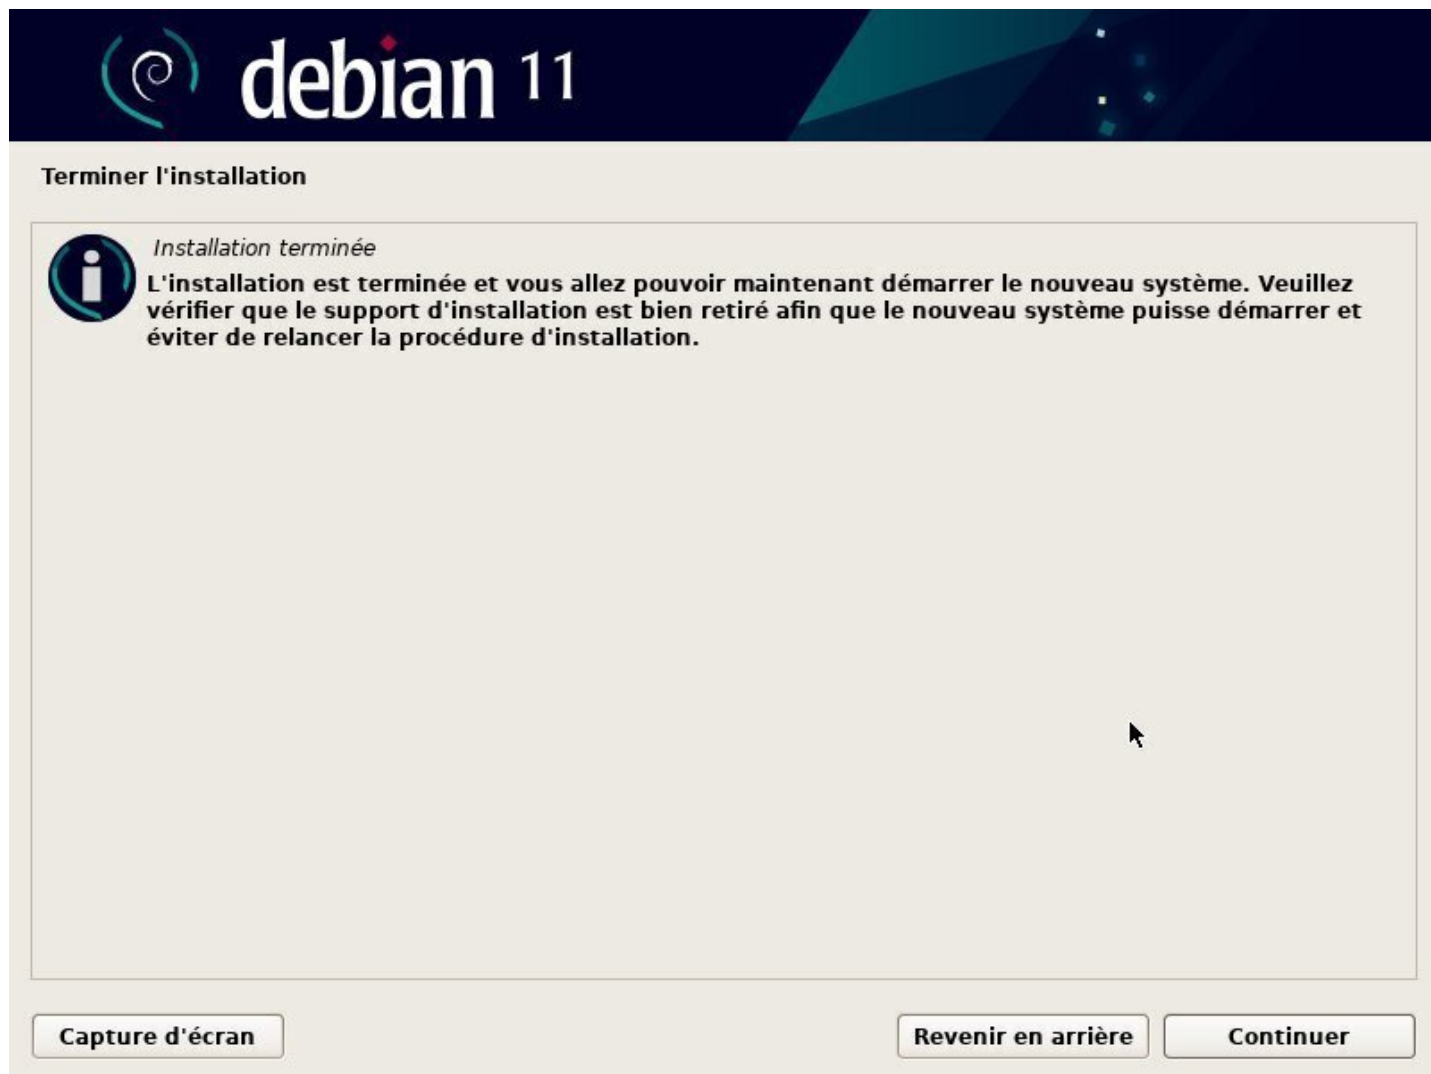 debian 11
Terminer l'installation
Installation terminée
L'installation est terminée et vous allez pouvoir maintenant démarrer le nouveau système. Veuillez
vérifier que le support d'installation est bien retiré afin que le nouveau système puisse démarrer et
éviter de relancer la procédure d'installation.
Capture d'écran
Revenir en arrière
Continuer